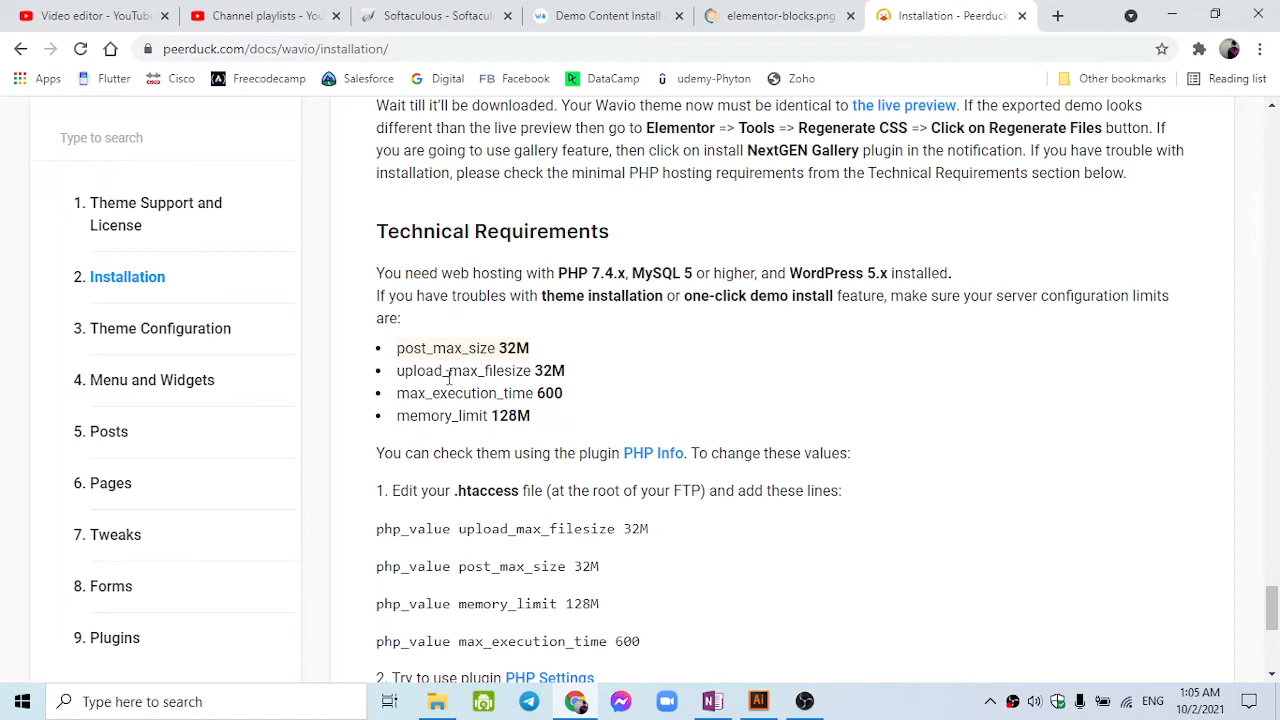 Video editor - YouTub
Channel playlists - You
Softaculous - Softacul
Demo Content Install
elementor-blocks.png
Installation - Peerduck
peerduck.com/docs/wavio/installation/
Apps
Flutter
Cisco
Freecodecamp
Salesforce
Digital
FB Facebook
DataCamp
udemy-Phyton
Zoho
Other bookmarks
Reading list
Type to search
1. Theme Support and
License
2. Installation
3. Theme Configuration
4. Menu and Widgets
5. Posts
6. Pages
7. Tweaks
8. Forms
9. Plugins
Wait till it'll be downloaded. Your Wavio theme now must be identical to the live preview. If the exported demo looks
different than the live preview then go to Elementor => Tools => Regenerate CSS => Click on Regenerate Files button. If
you are going to use gallery feature, then click on install NextGEN Gallery plugin in the notification. If you have trouble with
installation, please check the minimal PHP hosting requirements from the Technical Requirements section below.
Technical Requirements
You need web hosting with PHP 7.4.x, MySQL 5 or higher, and WordPress 5.x installed.
If you have troubles with theme installation or one-click demo install feature, make sure your server configuration limits
are:
• post_max_size 32M
• upload_max_filesize 32M
• max_execution_time 600
• memory_limit 128M
You can check them using the plugin PHP Info. To change these values:
1. Edit your .htaccess file (at the root of your FTP) and add these lines:
php_value upload_max_filesize 32M
php_value post_max_size 32M
php_value memory_limit 128M
php_value max_execution_time 600
2. Try to use plugin PHP Settings
Type here to search
Ai
ENG
1:05 AM
10/2/2021